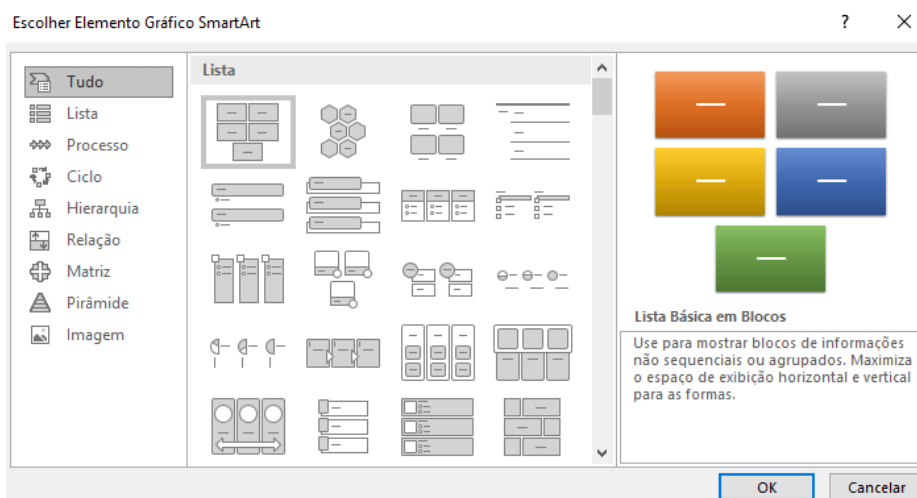 Escolher Elemento Gráfico SmartArt
Tudo
Lista
Processo
Ciclo
Hierarquia
Relação
Matriz
Pirâmide
Imagem
Lista
Lista Básica em Blocos
Use para mostrar blocos de informações
não sequenciais ou agrupados. Maximiza
o espaço de exibição horizontal e vertical
para as formas.
OK
Cancelar